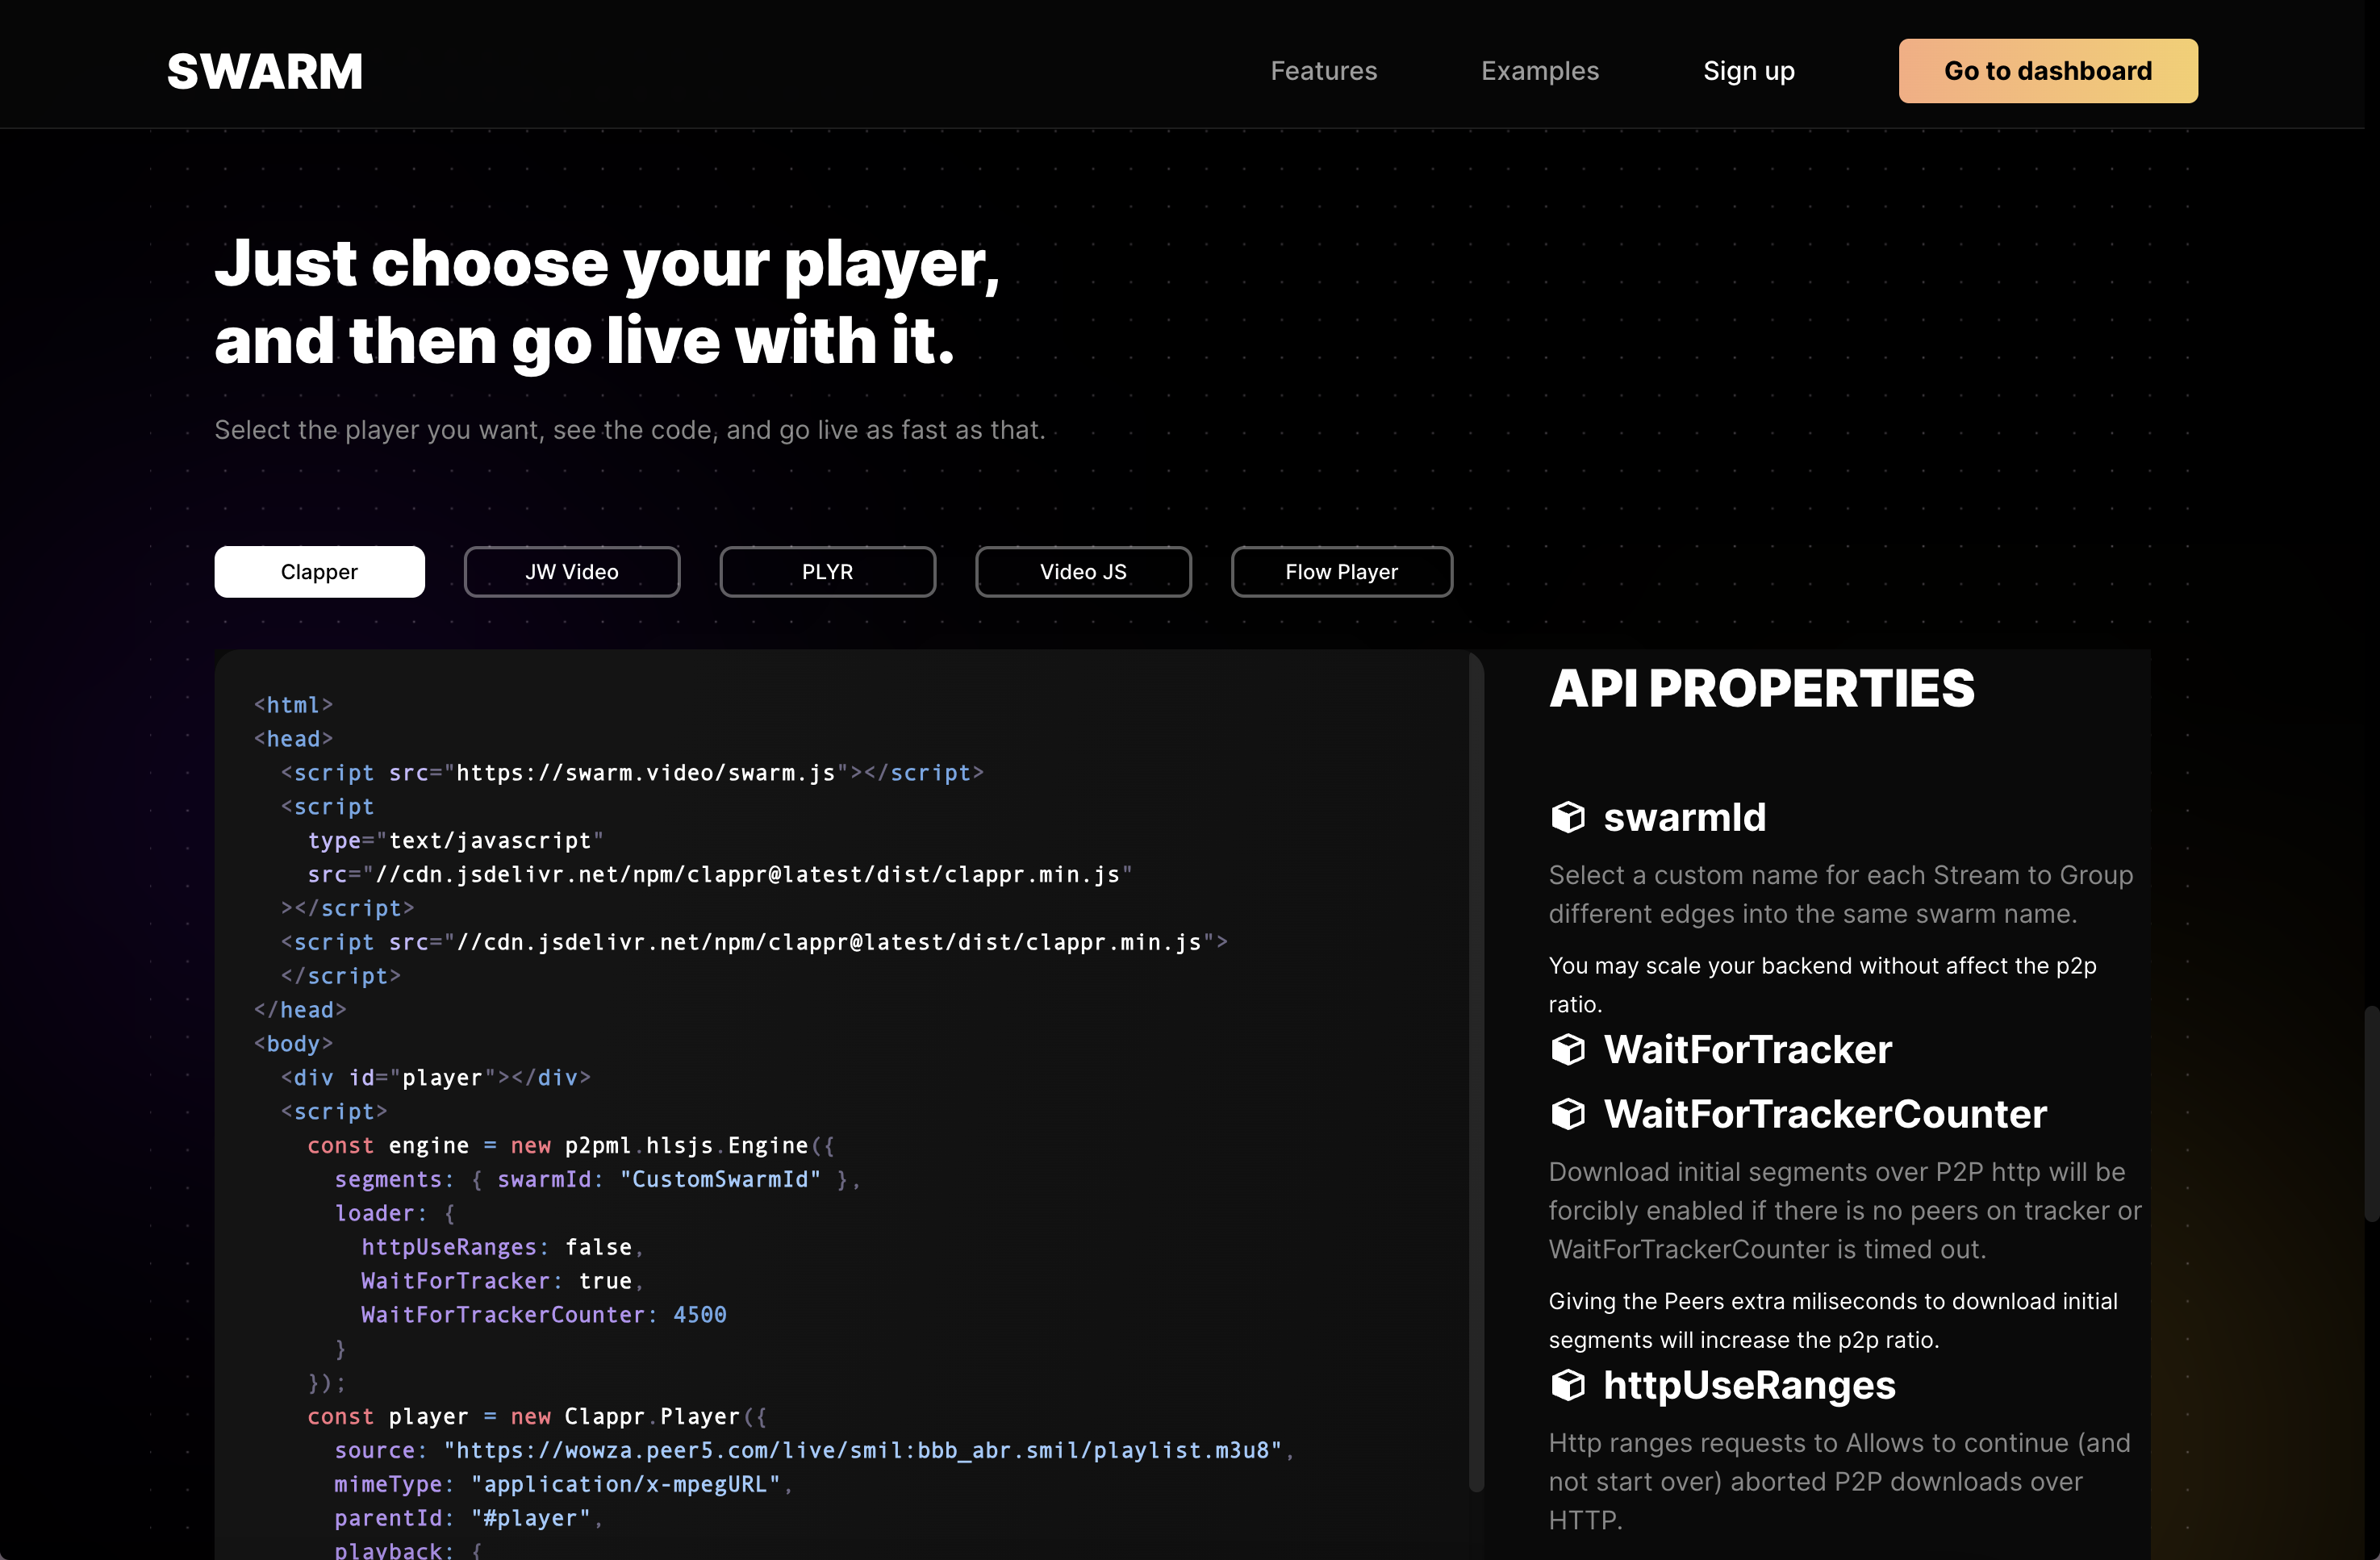 SWARM
Features
Examples
Sign up
Go to dashboard
Just choose your player,
and then go live with it.
Select the player you want, see the code, and go live as fast as that.
Clapper
JW Video
PLYR
Video JS
Flow Player
<html>
<head>
<script src="https://swarm.video/swarm.js"></script>
<script
type="text/javascript"
src="//cdn.jsdelivr.net/npm/clappr@latest/dist/clappr.min.js"
></script>
<script src="//cdn.jsdelivr.net/npm/clappr@latest/dist/clappr.min.js">
</script>
</head>
<body>
<div id="player"></div>
<script>
const engine = new p2pml.hlsjs.Engine({
segments: { swarmId: "CustomSwarmId" },
loader: {
httpUseRanges: false,
WaitForTracker: true,
WaitForTrackerCounter: 4500
}
});
const player = new Clappr.Player({
source: "https://wowza.peer5.com/live/smil:bbb_abr.smil/playlist.m3u8",
mimeType: "application/x-mpegURL",
parentId: "#player",
playback: {
API PROPERTIES
swarmId
Select a custom name for each Stream to Group
different edges into the same swarm name.
You may scale your backend without affect the p2p
ratio.
WaitForTracker
WaitForTrackerCounter
Download initial segments over P2P http will be
forcibly enabled if there is no peers on tracker or
WaitForTrackerCounter is timed out.
Giving the Peers extra miliseconds to download initial
segments will increase the p2p ratio.
httpUseRanges
Http ranges requests to Allows to continue (and
not start over) aborted P2P downloads over
HTTP.